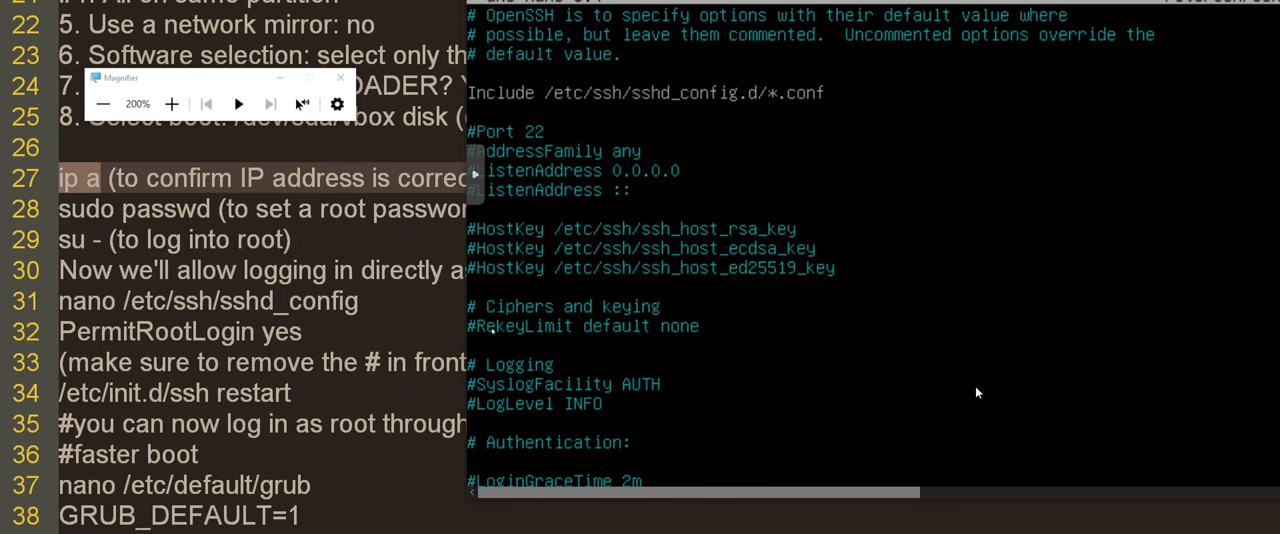 22 5. Use a network mirror: no
23 6. Software selection: select only th
24 7. OADER?
Magnifier
200%
25 8. Select boot: /dev/sda/vbox disk (
26
27 ip a (to confirm IP address is correc
28 sudo passwd (to set a root passwor
29 su - (to log into root)
30 Now we'll allow logging in directly a
31 nano /etc/ssh/sshd_config
32 PermitRootLogin yes
33 (make sure to remove the # in front
34 /etc/init.d/ssh restart
35 #you can now log in as root through
36 #faster boot
37 nano /etc/default/grub
38 GRUB_DEFAULT=1
# OpenSSH is to specify options with their default value where
# possible, but leave them commented.  Uncommented options override the
# default value.
Include /etc/ssh/sshd_config.d/*.conf
#Port 22
#AddressFamily any
#ListenAddress 0.0.0.0
#ListenAddress ::
#HostKey /etc/ssh/ssh_host_rsa_key
#HostKey /etc/ssh/ssh_host_ecdsa_key
#HostKey /etc/ssh/ssh_host_ed25519_key
# Ciphers and keying
#RekeyLimit default none
# Logging
#SyslogFacility AUTH
#LogLevel INFO
# Authentication:
#LoginGraceTime 2m